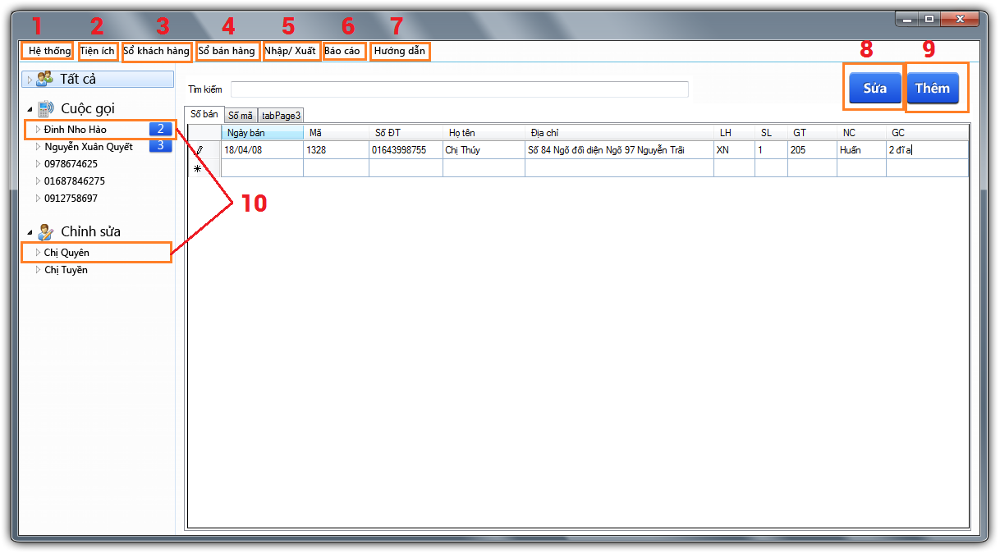 1 2 3 4 5 6 7
Hệ thống Tiện ích Sổ khách hàng Sổ bán hàng Nhập/ Xuất Báo cáo Hướng dẫn
8 9
Tất cả
Tìm kiếm
Sửa Thêm
Cuộc gọi
Đinh Nho Hào 2
Nguyễn Xuân Quyết 3
0978674625
01687846275
0912758697
Chỉnh sửa
Chị Quyên
Chị Tuyền
Sổ bán Số mã tabPage3
Ngày bán Mã Số ĐT Họ tên Địa chỉ LH SL GT NC GC
18/04/08 1328 01643998755 Chị Thúy Số 84 Ngõ đối diện Ngõ 97 Nguyễn Trãi XN 1 205 Huấn 2 đĩa
10